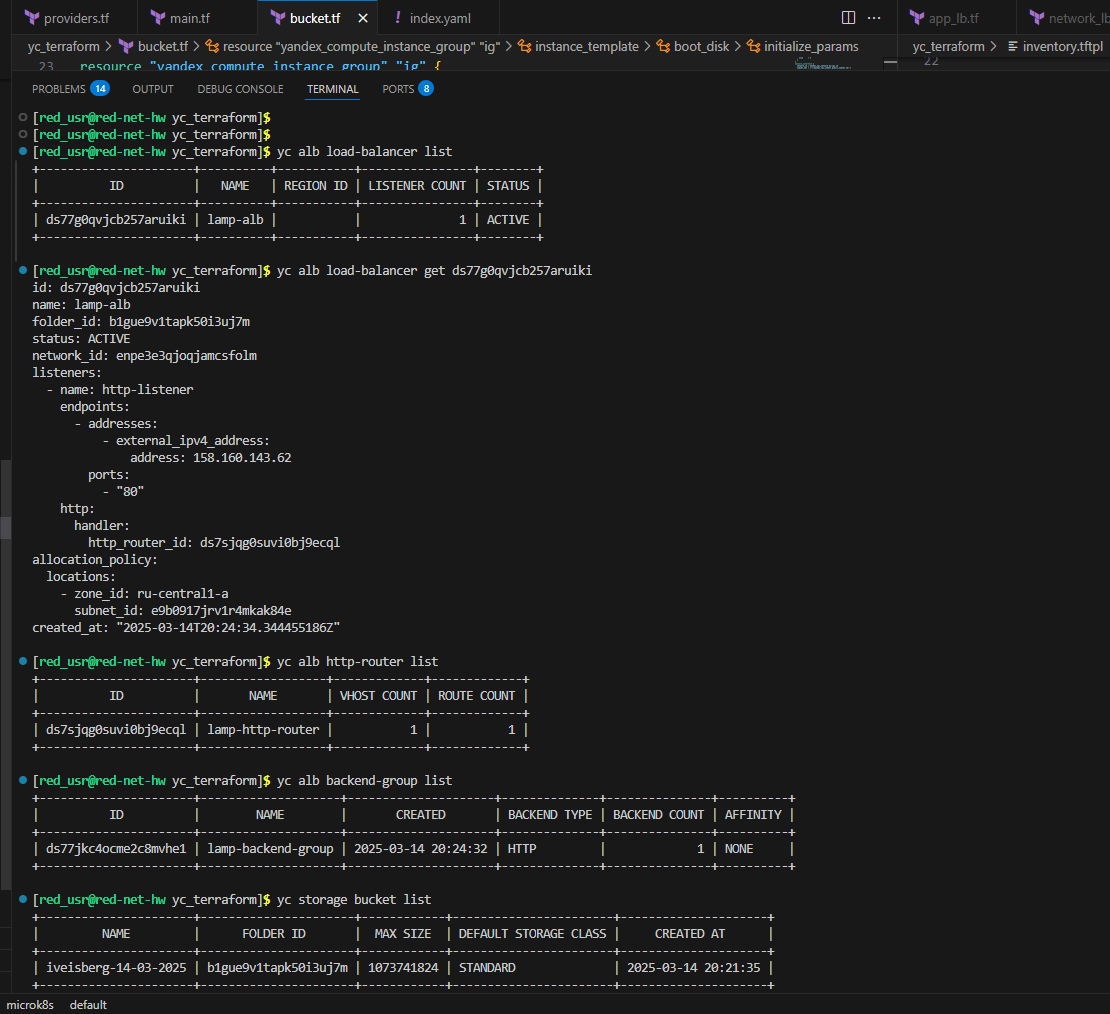 providers.tf main.tf bucket.tf × ! index.yaml ... app_lb.tf network_lb
yc_terraform > bucket.tf > resource "yandex_compute_instance_group" "ig" > instance_template > boot_disk > initialize_params yc_terraform > inventory.tftpl
23 resource "yandex_compute_instance_group" "ig" { 22
PROBLEMS 14 OUTPUT DEBUG CONSOLE TERMINAL PORTS 8
[red_usr@red-net-hw yc_terraform]$
[red_usr@red-net-hw yc_terraform]$
[red_usr@red-net-hw yc_terraform]$ yc alb load-balancer list
+----------------------+----------+-----------+----------------+--------+
| ID | NAME | REGION ID | LISTENER COUNT | STATUS |
+----------------------+----------+-----------+----------------+--------+
| ds77g0qvjcb257aruiki | lamp-alb | | 1 | ACTIVE |
+----------------------+----------+-----------+----------------+--------+
[red_usr@red-net-hw yc_terraform]$ yc alb load-balancer get ds77g0qvjcb257aruiki
id: ds77g0qvjcb257aruiki
name: lamp-alb
folder_id: b1gue9v1tapk50i3uj7m
status: ACTIVE
network_id: enpe3e3qjoqjamcsfolm
listeners:
- name: http-listener
endpoints:
- addresses:
- external_ipv4_address:
address: 158.160.143.62
ports:
- "80"
http:
handler:
http_router_id: ds7sjqg0suvi0bj9ecql
allocation_policy:
locations:
- zone_id: ru-central1-a
subnet_id: e9b0917jrv1r4mkak84e
created_at: "2025-03-14T20:24:34.344455186Z"
[red_usr@red-net-hw yc_terraform]$ yc alb http-router list
+----------------------+------------------+-------------+-------------+
| ID | NAME | VHOST COUNT | ROUTE COUNT |
+----------------------+------------------+-------------+-------------+
| ds7sjqg0suvi0bj9ecql | lamp-http-router | 1 | 1 |
+----------------------+------------------+-------------+-------------+
[red_usr@red-net-hw yc_terraform]$ yc alb backend-group list
+----------------------+--------------------+---------------------+--------------+---------------+----------+
| ID | NAME | CREATED | BACKEND TYPE | BACKEND COUNT | AFFINITY |
+----------------------+--------------------+---------------------+--------------+---------------+----------+
| ds77jkc4ocme2c8mvhe1 | lamp-backend-group | 2025-03-14 20:24:32 | HTTP | 1 | NONE |
+----------------------+--------------------+---------------------+--------------+---------------+----------+
[red_usr@red-net-hw yc_terraform]$ yc storage bucket list
+----------------------+----------------------+------------+-----------------------+---------------------+
| NAME | FOLDER ID | MAX SIZE | DEFAULT STORAGE CLASS | CREATED AT |
+----------------------+----------------------+------------+-----------------------+---------------------+
| iveisberg-14-03-2025 | b1gue9v1tapk50i3uj7m | 1073741824 | STANDARD | 2025-03-14 20:21:35 |
+----------------------+----------------------+------------+-----------------------+---------------------+
microk8s default